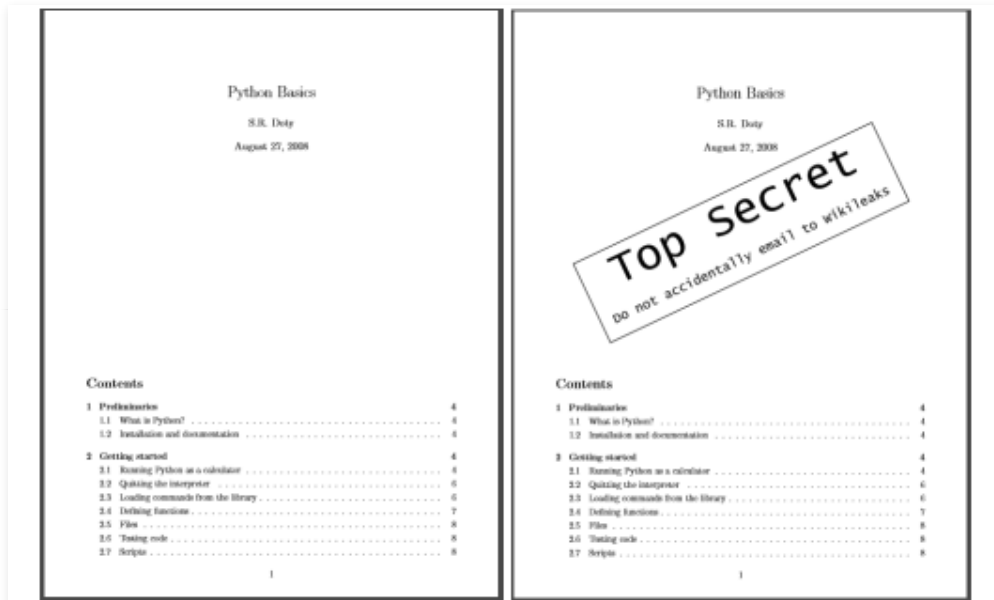 Python Basics
S.R. Doty
August 27, 2008
Contents
1 Preliminaries 4
1.1 What is Python? . . . . . . . . . . . . . . . . . . . . 4
1.2 Installation and documentation . . . . . . . . . . . . . . . . . . . . 4
2 Getting started 4
2.1 Running Python as a calculator . . . . . . . . . . . . . . . . . . . . 4
2.2 Quitting the interpreter . . . . . . . . . . . . . . . . . . . . 6
2.3 Loading commands from the library . . . . . . . . . . . . . . . . . . . . 6
2.4 Defining functions . . . . . . . . . . . . . . . . . . . . 7
2.5 Files . . . . . . . . . . . . . . . . . . . . 8
2.6 Testing code . . . . . . . . . . . . . . . . . . . . 8
2.7 Scripts . . . . . . . . . . . . . . . . . . . . 8
1
Python Basics
S.R. Doty
August 27, 2008
Top Secret
Do not accidentally email to wikileaks
Contents
1 Preliminaries 4
1.1 What is Python? . . . . . . . . . . . . . . . . . . . . 4
1.2 Installation and documentation . . . . . . . . . . . . . . . . . . . . 4
2 Getting started 4
2.1 Running Python as a calculator . . . . . . . . . . . . . . . . . . . . 4
2.2 Quitting the interpreter . . . . . . . . . . . . . . . . . . . . 6
2.3 Loading commands from the library . . . . . . . . . . . . . . . . . . . . 6
2.4 Defining functions . . . . . . . . . . . . . . . . . . . . 7
2.5 Files . . . . . . . . . . . . . . . . . . . . 8
2.6 Testing code . . . . . . . . . . . . . . . . . . . . 8
2.7 Scripts . . . . . . . . . . . . . . . . . . . . 8
1